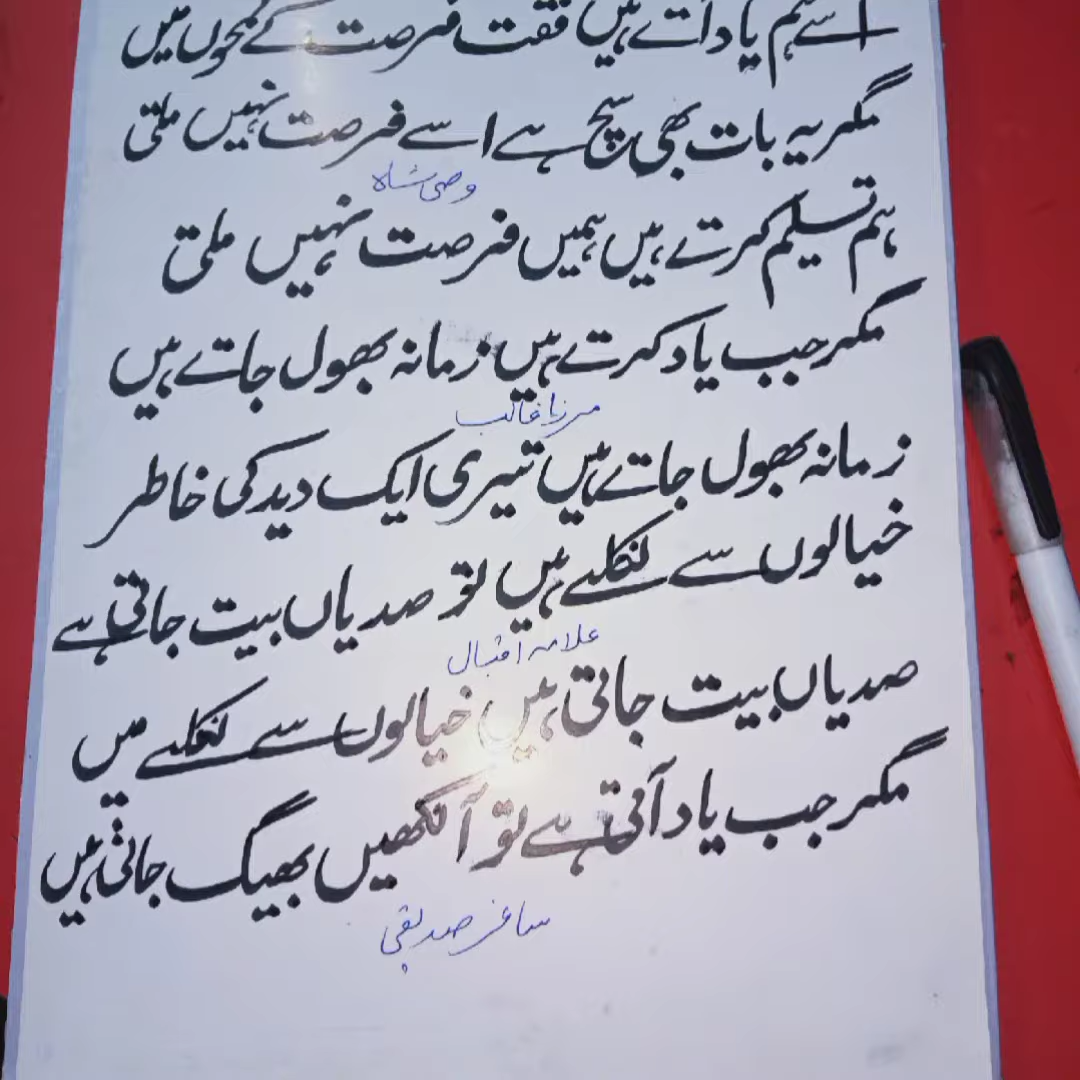 اسے ہم یاد آتے ہیں فقت فرصت کے لمحوں میں
مگر یہ بات بھی سچ ہے اسے فرصت نہیں ملتی
وصی شاہ
ہم تسلیم کرتے ہیں ہمیں فرصت نہیں ملتی
مگر جب یاد کرتے ہیں زمانہ بھول جاتے ہیں
مرزا غالب
زمانہ بھول جاتے ہیں تیری ایک دید کی خاطر
خیالوں سے نکلے ہیں تو صدیاں بیت جاتی ہے
علامہ اقبال
صدیاں بیت جاتی ہیں خیالوں سے نکلے میں
مگر جب یاد آتی ہے تو آنکھیں بھیگ جاتی ہیں
ساغر صدیقی